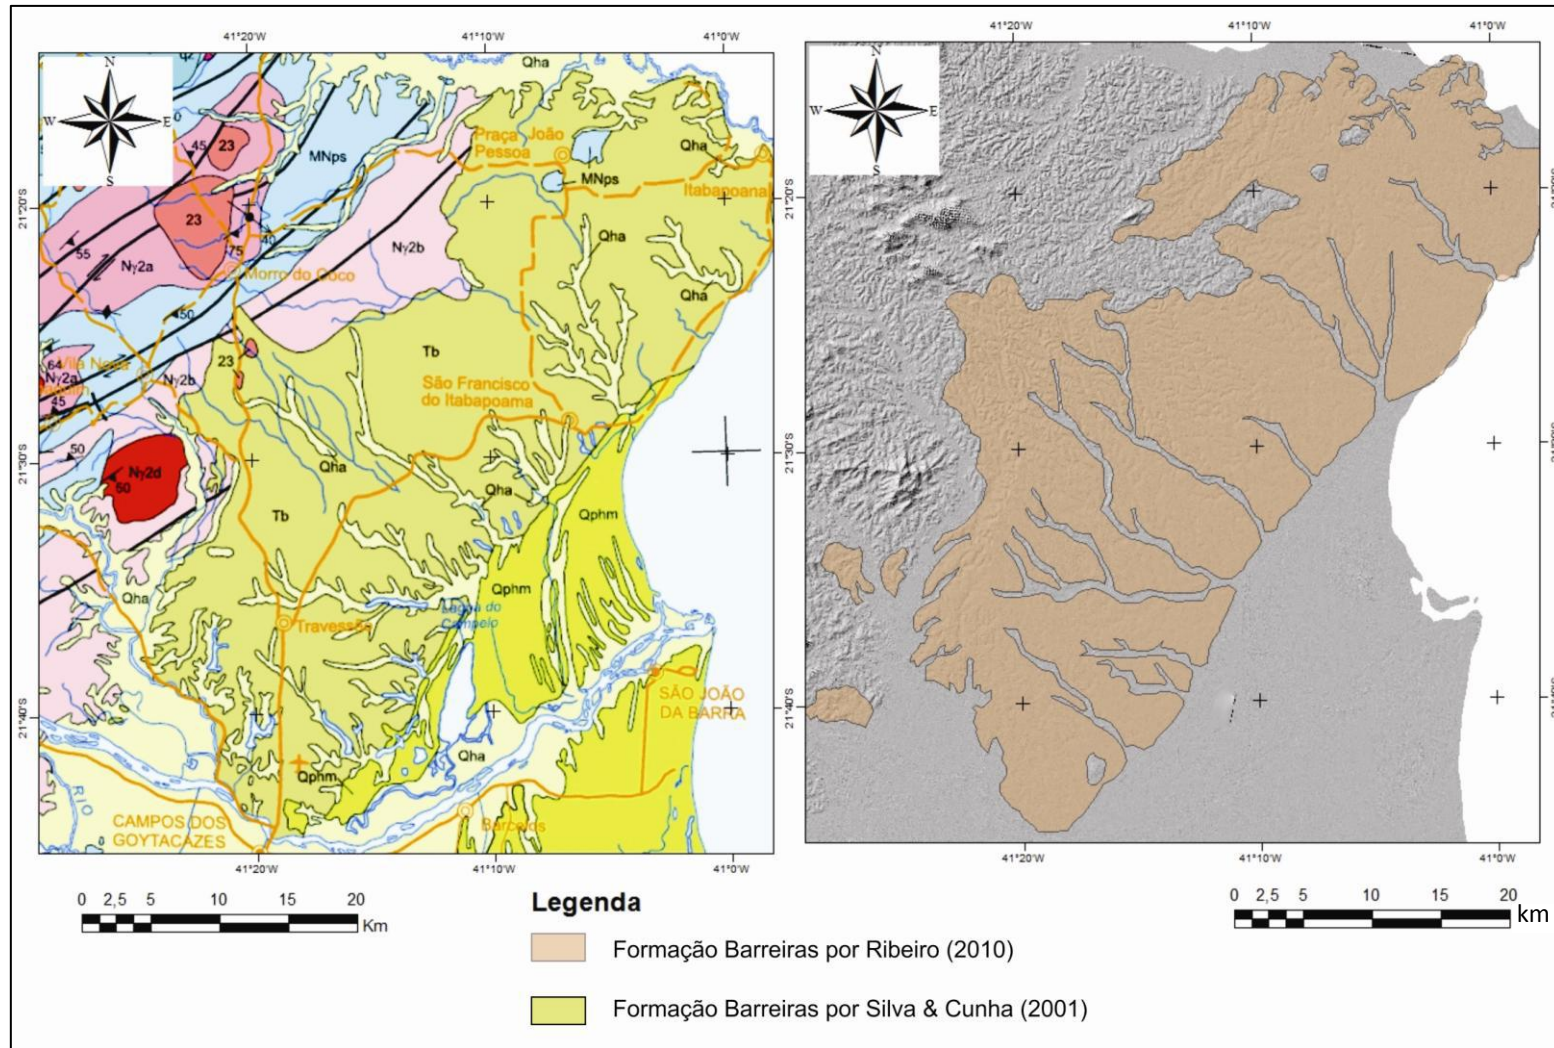 41°20'W
41°10'W
41°0'W
41°20'W
41°10'W
41°0'W
N
W
E
S
N
W
E
S
Qha
45
23
MNps
Praça João
Pessoa
Qha
MNps
Itabapoana
21°20'S
21°20'S
23
40
55
75
Nγ2a
Nγ2b
Qha
Morro do Coco
Qha
50
Tb
23
64
Vila Nova
Nγ2a
Nγ2b
45
São Francisco
do Itabapoama
50
21°30'S
21°30'S
Qha
Nγ2d
50
Qha
Qphm
Tb
Qha
Qphm
Lagoa do
Campelo
Travessão
SÃO JOÃO
DA BARRA
21°40'S
21°40'S
Qha
Qphm
RIO
CAMPOS DOS
GOYTACAZES
Barcelos
41°20'W
41°10'W
41°0'W
41°20'W
41°10'W
41°0'W
0 2,5 5 10 15 20
Km
0 2,5 5 10 15 20
km
Legenda
Formação Barreiras por Ribeiro (2010)
Formação Barreiras por Silva & Cunha (2001)